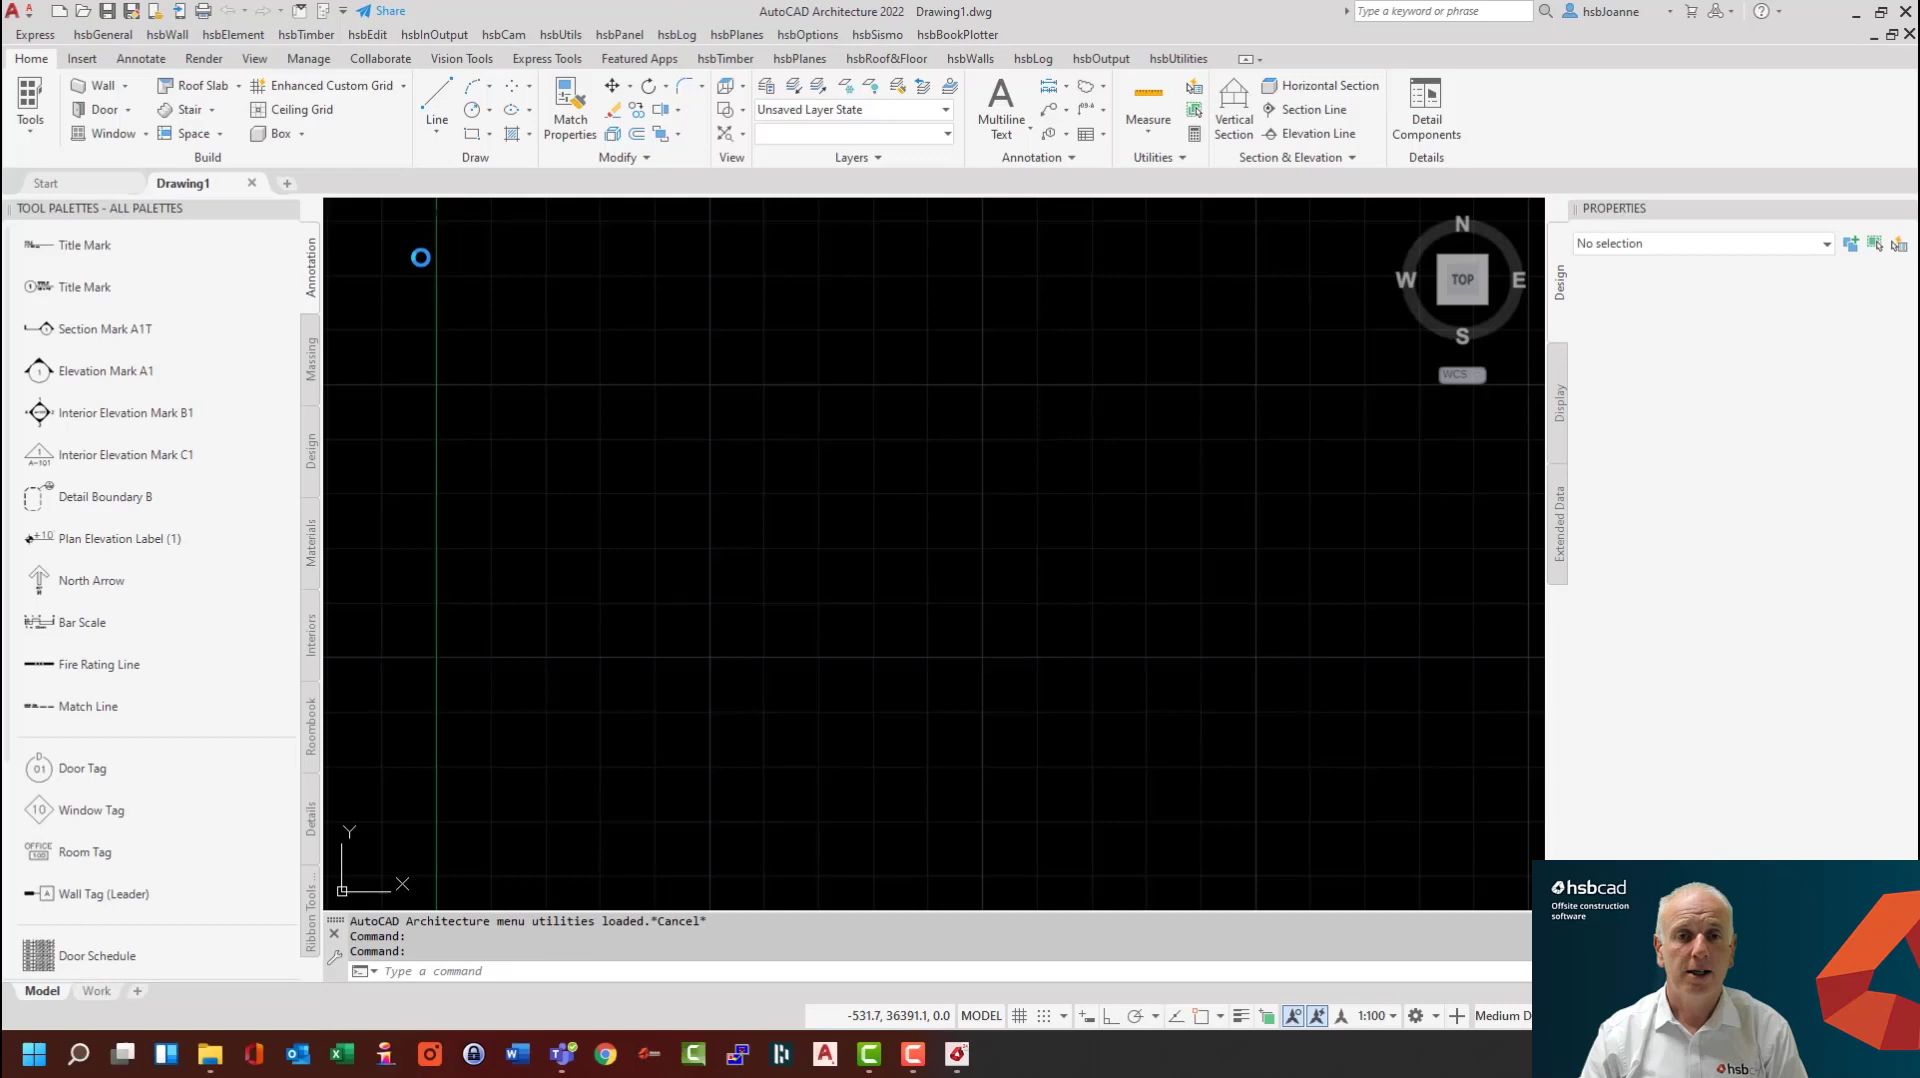 Share
AutoCAD Architecture 2022 Drawing1.dwg
Type a keyword or phrase
hsbJoanne
Express hsbGeneral hsbWall hsbElement hsbTimber hsbEdit hsbInOutput hsbCam hsbUtils hsbPanel hsbLog hsbPlanes hsbOptions hsbSismo hsbBookPlotter
Home Insert Annotate Render View Manage Collaborate Vision Tools Express Tools Featured Apps hsbTimber hsbPlanes hsbRoof&Floor hsbWalls hsbLog hsbOutput hsbUtilities
Tools
Wall Roof Slab Enhanced Custom Grid
Door Stair Ceiling Grid
Window Space Box
Build
Line
Draw
Match
Properties
Modify
View
Unsaved Layer State
Layers
Multiline
Text
Annotation
Measure
Utilities
Vertical
Section
Horizontal Section
Section Line
Elevation Line
Section & Elevation
Detail
Components
Details
Start
Drawing1
TOOL PALETTES - ALL PALETTES
Title Mark
Title Mark
Section Mark A1T
Elevation Mark A1
Interior Elevation Mark B1
Interior Elevation Mark C1
Detail Boundary B
Plan Elevation Label (1)
North Arrow
Bar Scale
Fire Rating Line
Match Line
Door Tag
Window Tag
Room Tag
Wall Tag (Leader)
Door Schedule
Annotation
Massing
Design
Materials
Interiors
Roombook
Details
Ribbon Tools ...
N
W TOP E
S
WCS
Y
X
PROPERTIES
No selection
Design
Display
Extended Data
AutoCAD Architecture menu utilities loaded.*Cancel*
Command:
Command:
Type a command
Model Work
-531.7, 36391.1, 0.0 MODEL
1:100
Medium D
hsbcad
Offsite construction
software